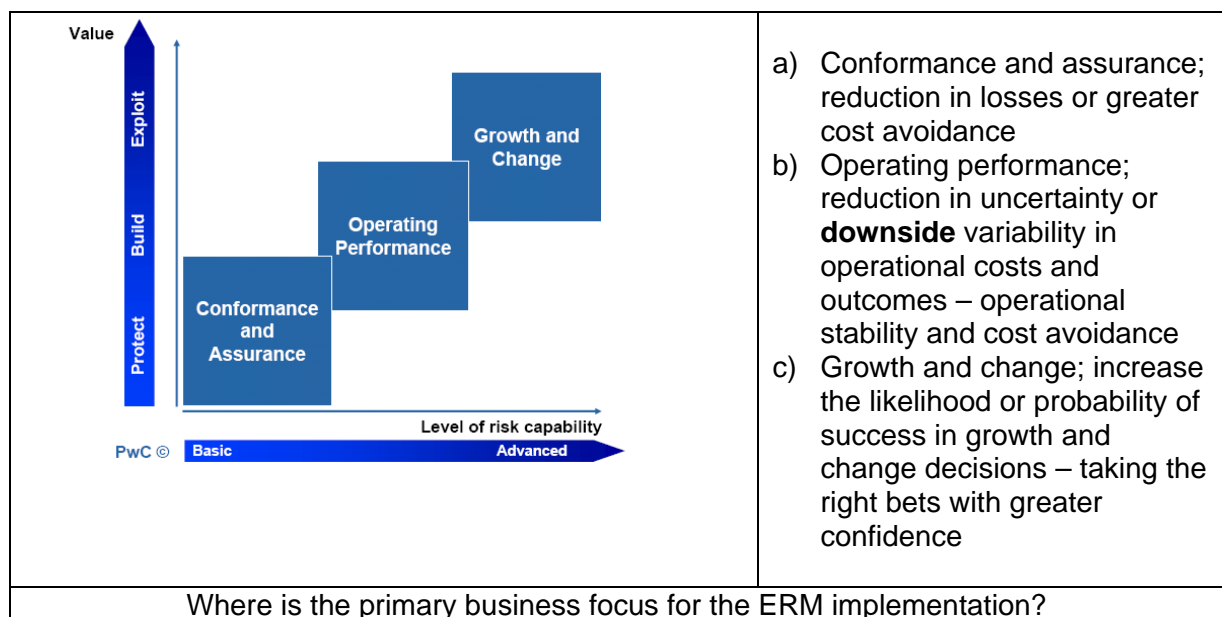 Value
Exploit
Build
Protect
Growth and
Change
Operating
Performance
Conformance
and
Assurance
Level of risk capability
PwC ©
Basic
Advanced
a) Conformance and assurance;
reduction in losses or greater
cost avoidance
b) Operating performance;
reduction in uncertainty or
downside variability in
operational costs and
outcomes – operational
stability and cost avoidance
c) Growth and change; increase
the likelihood or probability of
success in growth and
change decisions – taking the
right bets with greater
confidence
Where is the primary business focus for the ERM implementation?